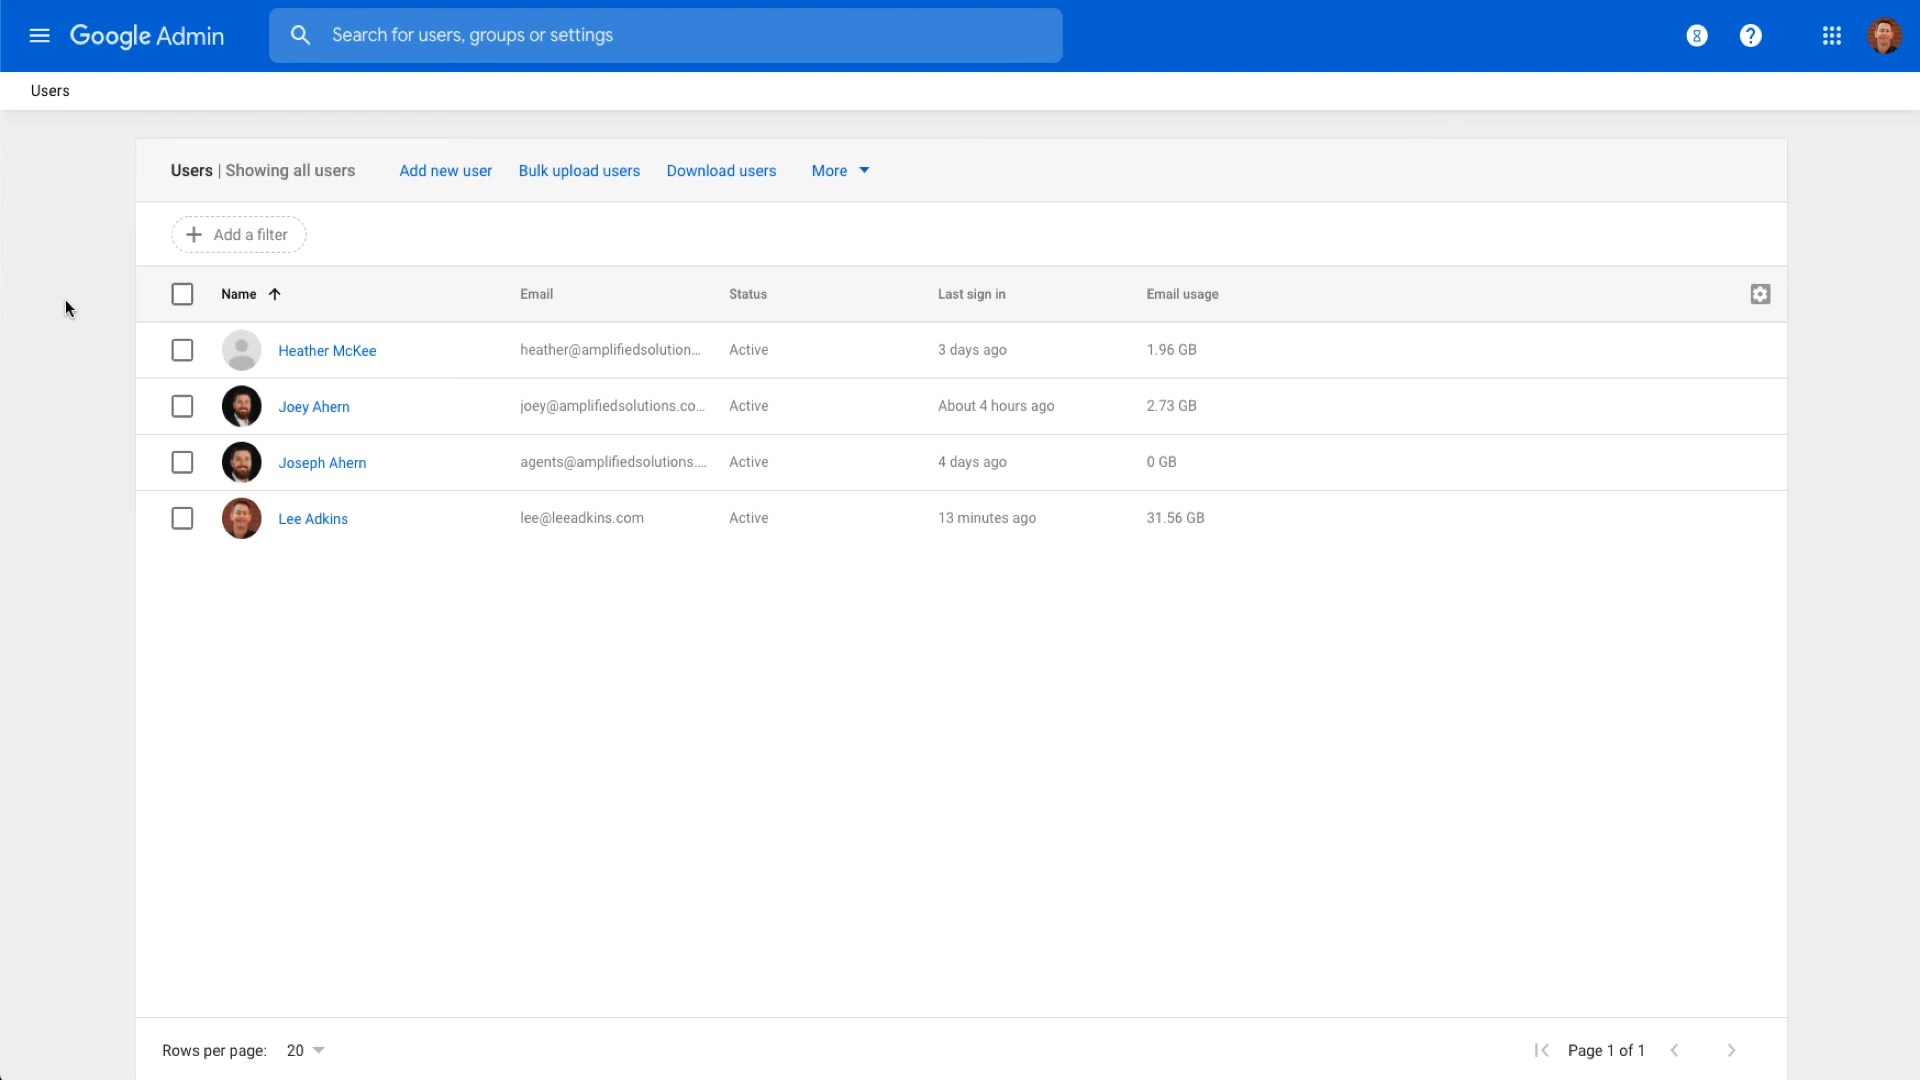 Google Admin
Search for users, groups or settings
Users
Users | Showing all users
Add new user
Bulk upload users
Download users
More
Add a filter
Name
Email
Status
Last sign in
Email usage
Heather McKee
heather@amplifiedsolution...
Active
3 days ago
1.96 GB
Joey Ahern
joey@amplifiedsolutions.co...
Active
About 4 hours ago
2.73 GB
Joseph Ahern
agents@amplifiedsolutions....
Active
4 days ago
0 GB
Lee Adkins
lee@leeadkins.com
Active
13 minutes ago
31.56 GB
Rows per page: 20
Page 1 of 1